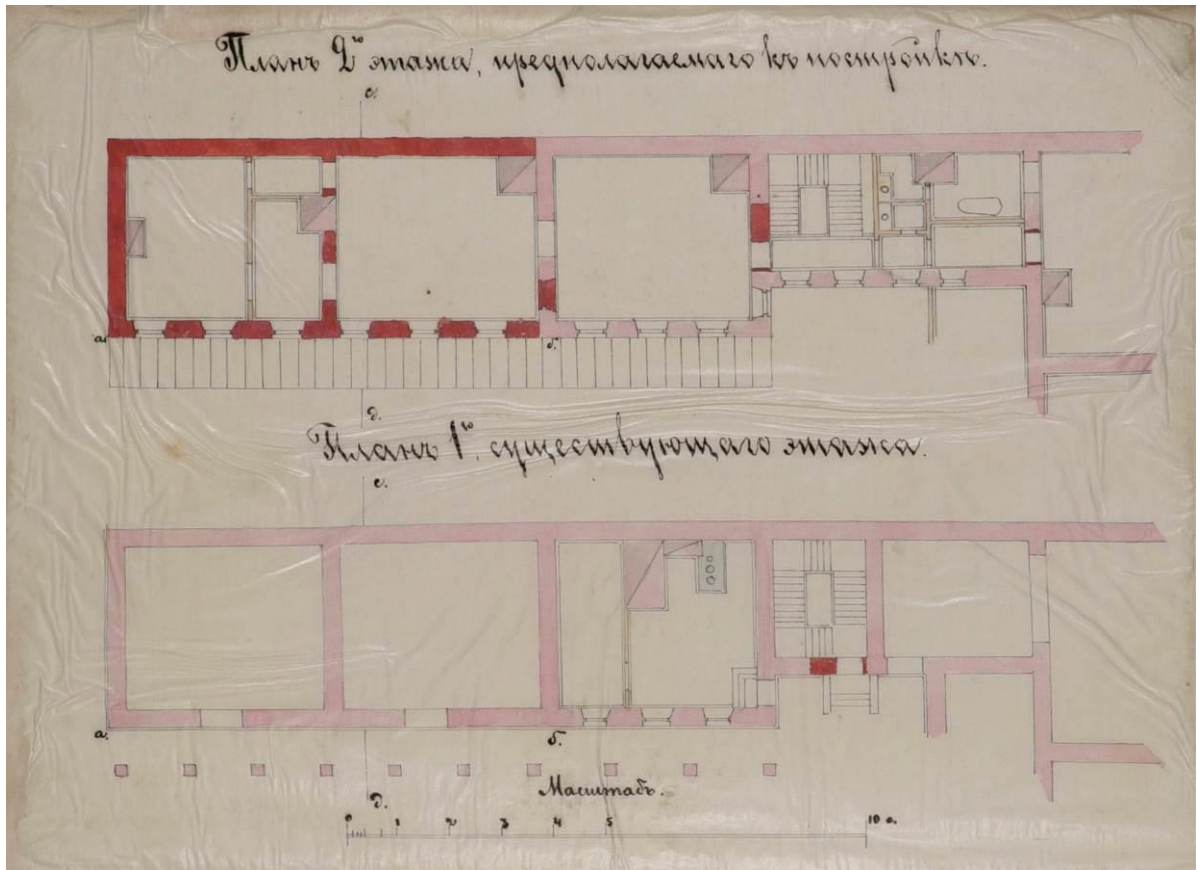 Планъ 2го этажа, предполагаемаго къ постройкѣ.
с.
а.
б.
д.
Планъ 1го существующаго этажа.
с.
а.
б.
д.
Масштабъ.
0 1 2 3 4 5 10 с.